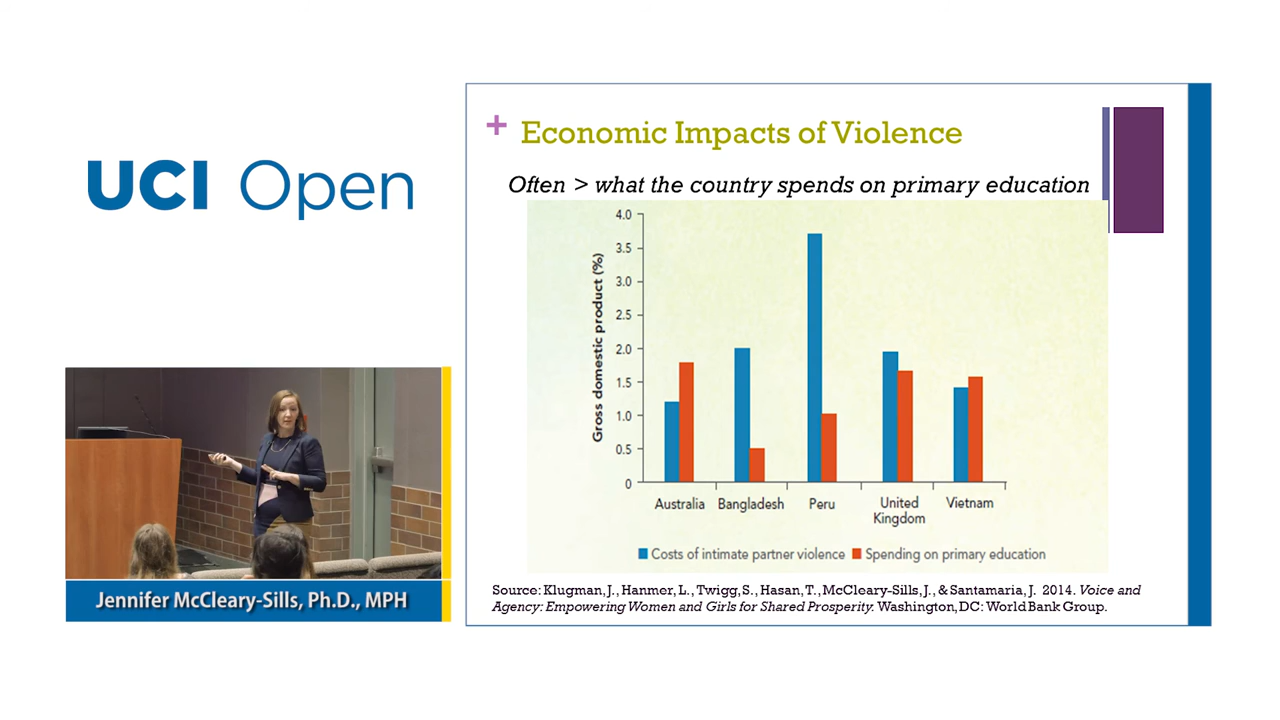 UCI Open
Jennifer McCleary-Sills, Ph.D., MPH
+ Economic Impacts of Violence
Often > what the country spends on primary education
Gross domestic product (%)
4.0
3.5
3.0
2.5
2.0
1.5
1.0
0.5
0
Australia Bangladesh Peru United Kingdom Vietnam
Costs of intimate partner violence Spending on primary education
Source: Klugman, J., Hanmer, L., Twigg, S., Hasan, T., McCleary-Sills, J., & Santamaria, J. 2014. Voice and
Agency: Empowering Women and Girls for Shared Prosperity. Washington, DC: World Bank Group.